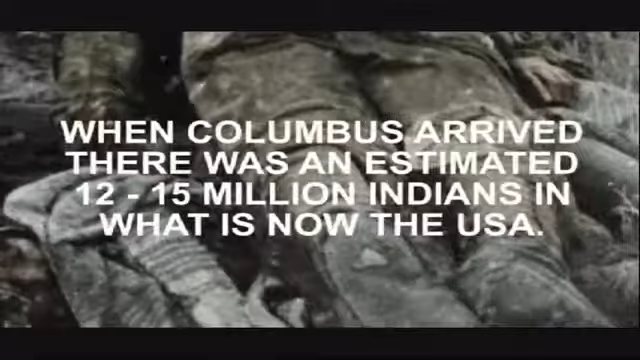 WHEN COLUMBUS ARRIVED
THERE WAS AN ESTIMATED
12 - 15 MILLION INDIANS IN
WHAT IS NOW THE USA.